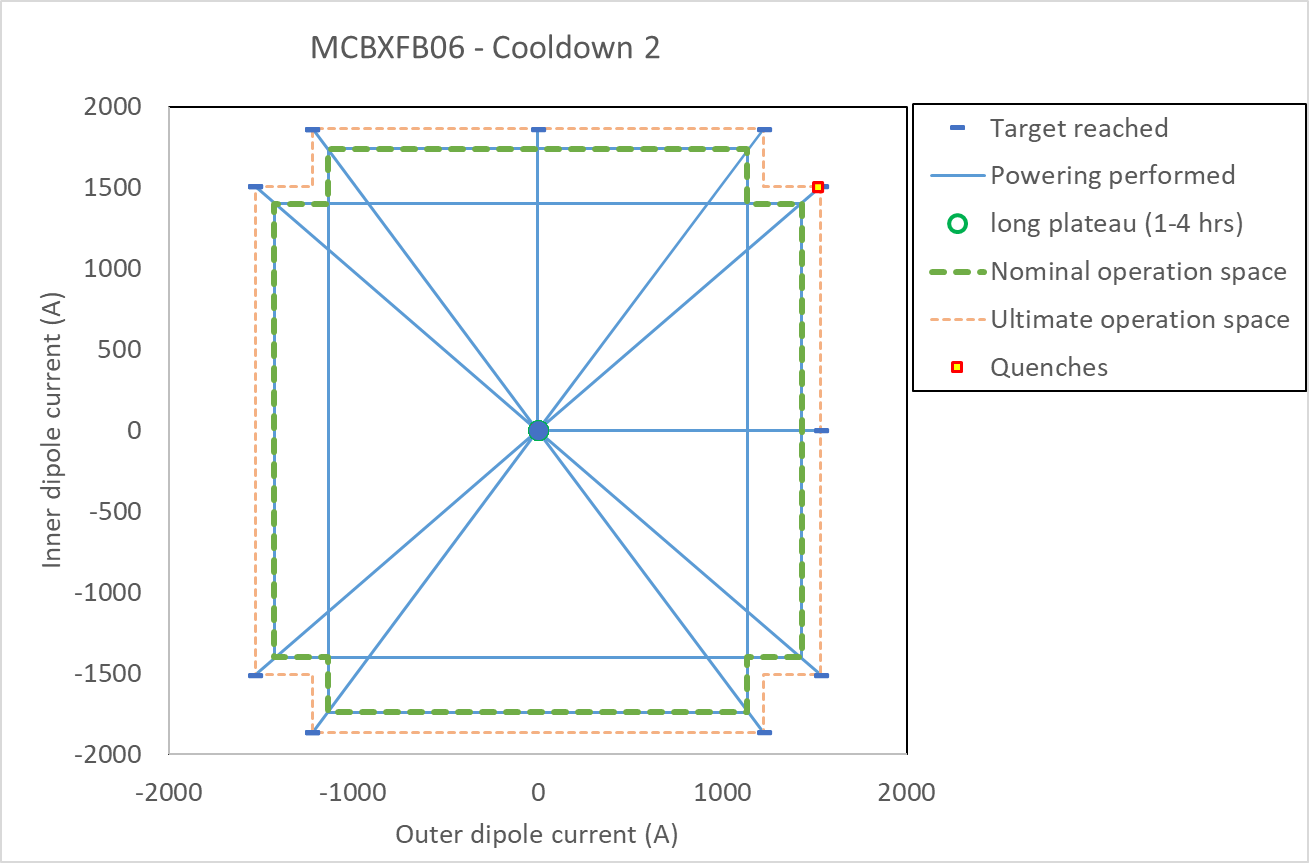 MCBXFB06 - Cooldown 2
2000
1500
1000
500
0
-500
-1000
-1500
-2000
-2000
-1000
0
1000
2000
Inner dipole current (A)
Outer dipole current (A)
Target reached
Powering performed
long plateau (1-4 hrs)
Nominal operation space
Ultimate operation space
Quenches